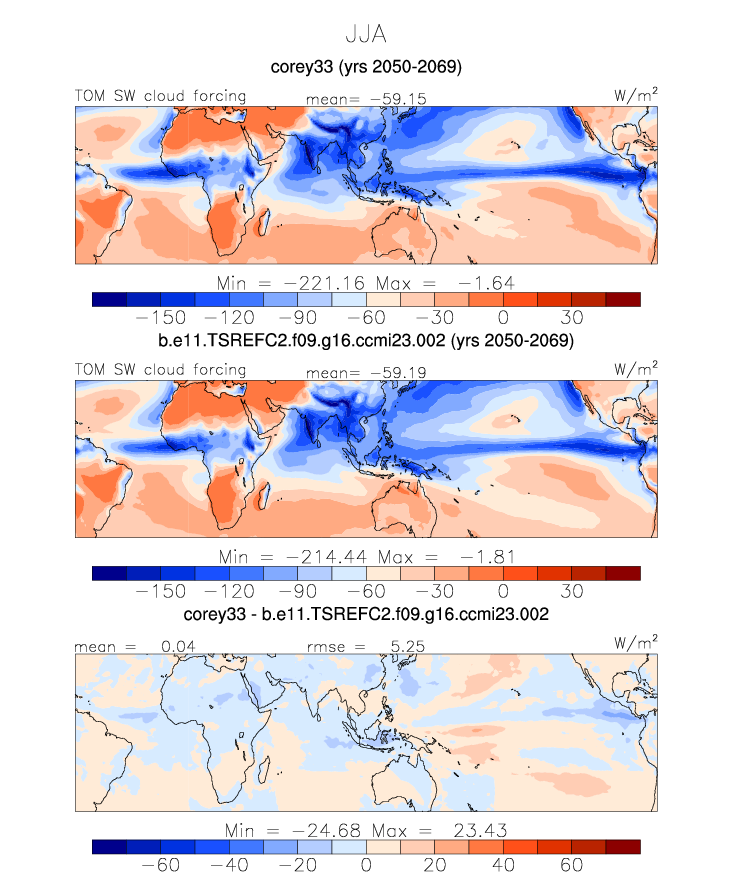 JJA
corey33 (yrs 2050-2069)
TOM SW cloud forcing mean= −59.15 W/m²
Min = −221.16 Max = −1.64
−150 −120 −90 −60 −30 0 30
b.e11.TSREFC2.f09.g16.ccmi23.002 (yrs 2050-2069)
TOM SW cloud forcing mean= −59.19 W/m²
Min = −214.44 Max = −1.81
−150 −120 −90 −60 −30 0 30
corey33 - b.e11.TSREFC2.f09.g16.ccmi23.002
mean = 0.04 rmse = 5.25 W/m²
Min = −24.68 Max = 23.43
−60 −40 −20 0 20 40 60